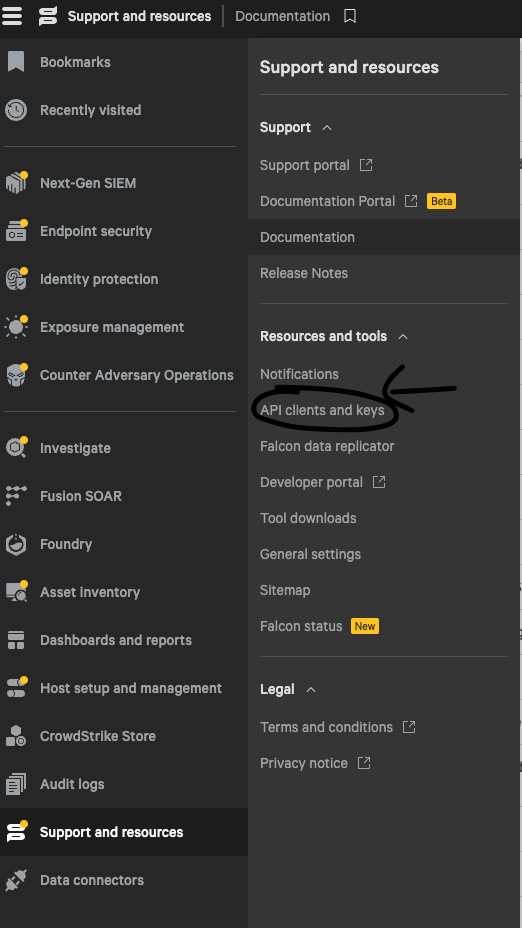 Support and resources Documentation
Bookmarks
Recently visited
Next-Gen SIEM
Endpoint security
Identity protection
Exposure management
Counter Adversary Operations
Investigate
Fusion SOAR
Foundry
Asset inventory
Dashboards and reports
Host setup and management
CrowdStrike Store
Audit logs
Support and resources
Data connectors
Support and resources
Support
Support portal
Documentation Portal Beta
Documentation
Release Notes
Resources and tools
Notifications
API clients and keys
Falcon data replicator
Developer portal
Tool downloads
General settings
Sitemap
Falcon status New
Legal
Terms and conditions
Privacy notice